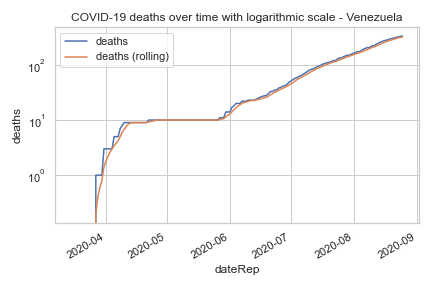 COVID-19 deaths over time with logarithmic scale - Venezuela
deaths
deaths (rolling)
10²
10¹
10⁰
deaths
2020-04
2020-05
2020-06
2020-07
2020-08
2020-09
dateRep